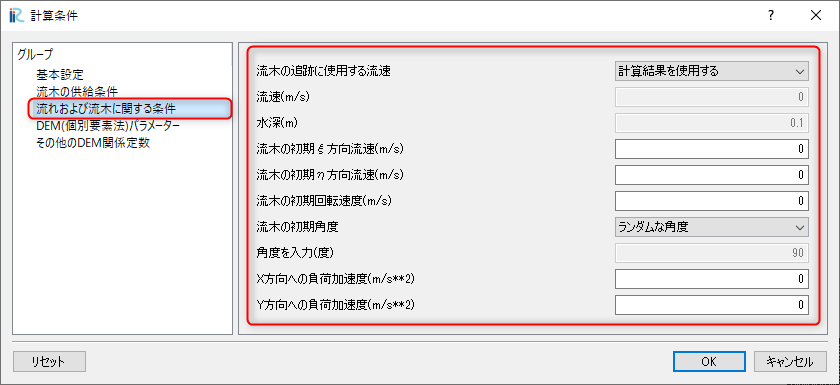 計算条件
グループ
基本設定
流木の供給条件
流れおよび流木に関する条件
DEM(個別要素法)パラメーター
その他のDEM関係定数
流木の追跡に使用する流速 計算結果を使用する
流速(m/s) 0
水深(m) 0.1
流木の初期ξ方向流速(m/s) 0
流木の初期η方向流速(m/s) 0
流木の初期回転速度(m/s) 0
流木の初期角度 ランダムな角度
角度を入力(度) 90
X方向への負荷加速度(m/s**2) 0
Y方向への負荷加速度(m/s**2) 0
リセット OK キャンセル